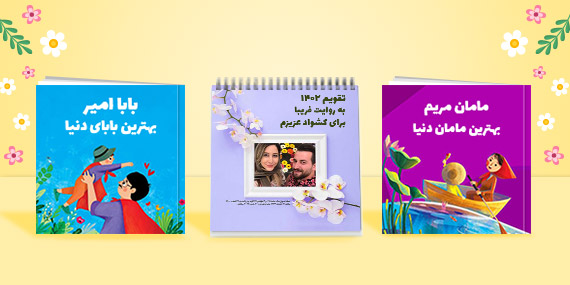 بابا امیر
بهترین بابای دنیا
تقویم ۱۴۰۲
به روایت فریبا
برای کشواد عزیزم
مامان مریم
بهترین مامان دنیا